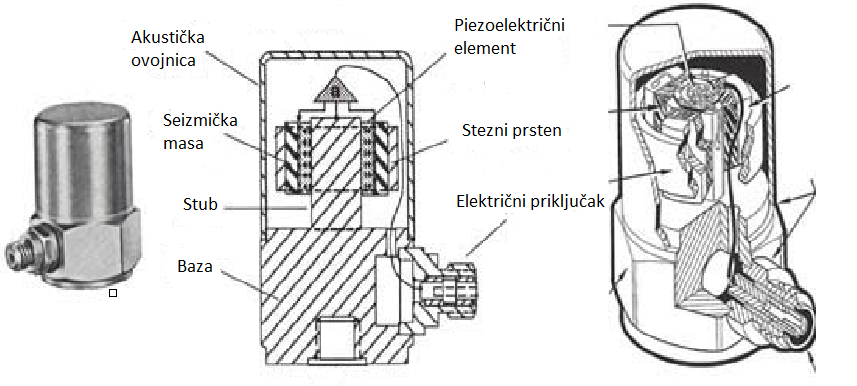 Akustička
ovojnica
Piezoelektrični
element
Seizmička
masa
Stezni prsten
Stub
Električni priključak
Baza